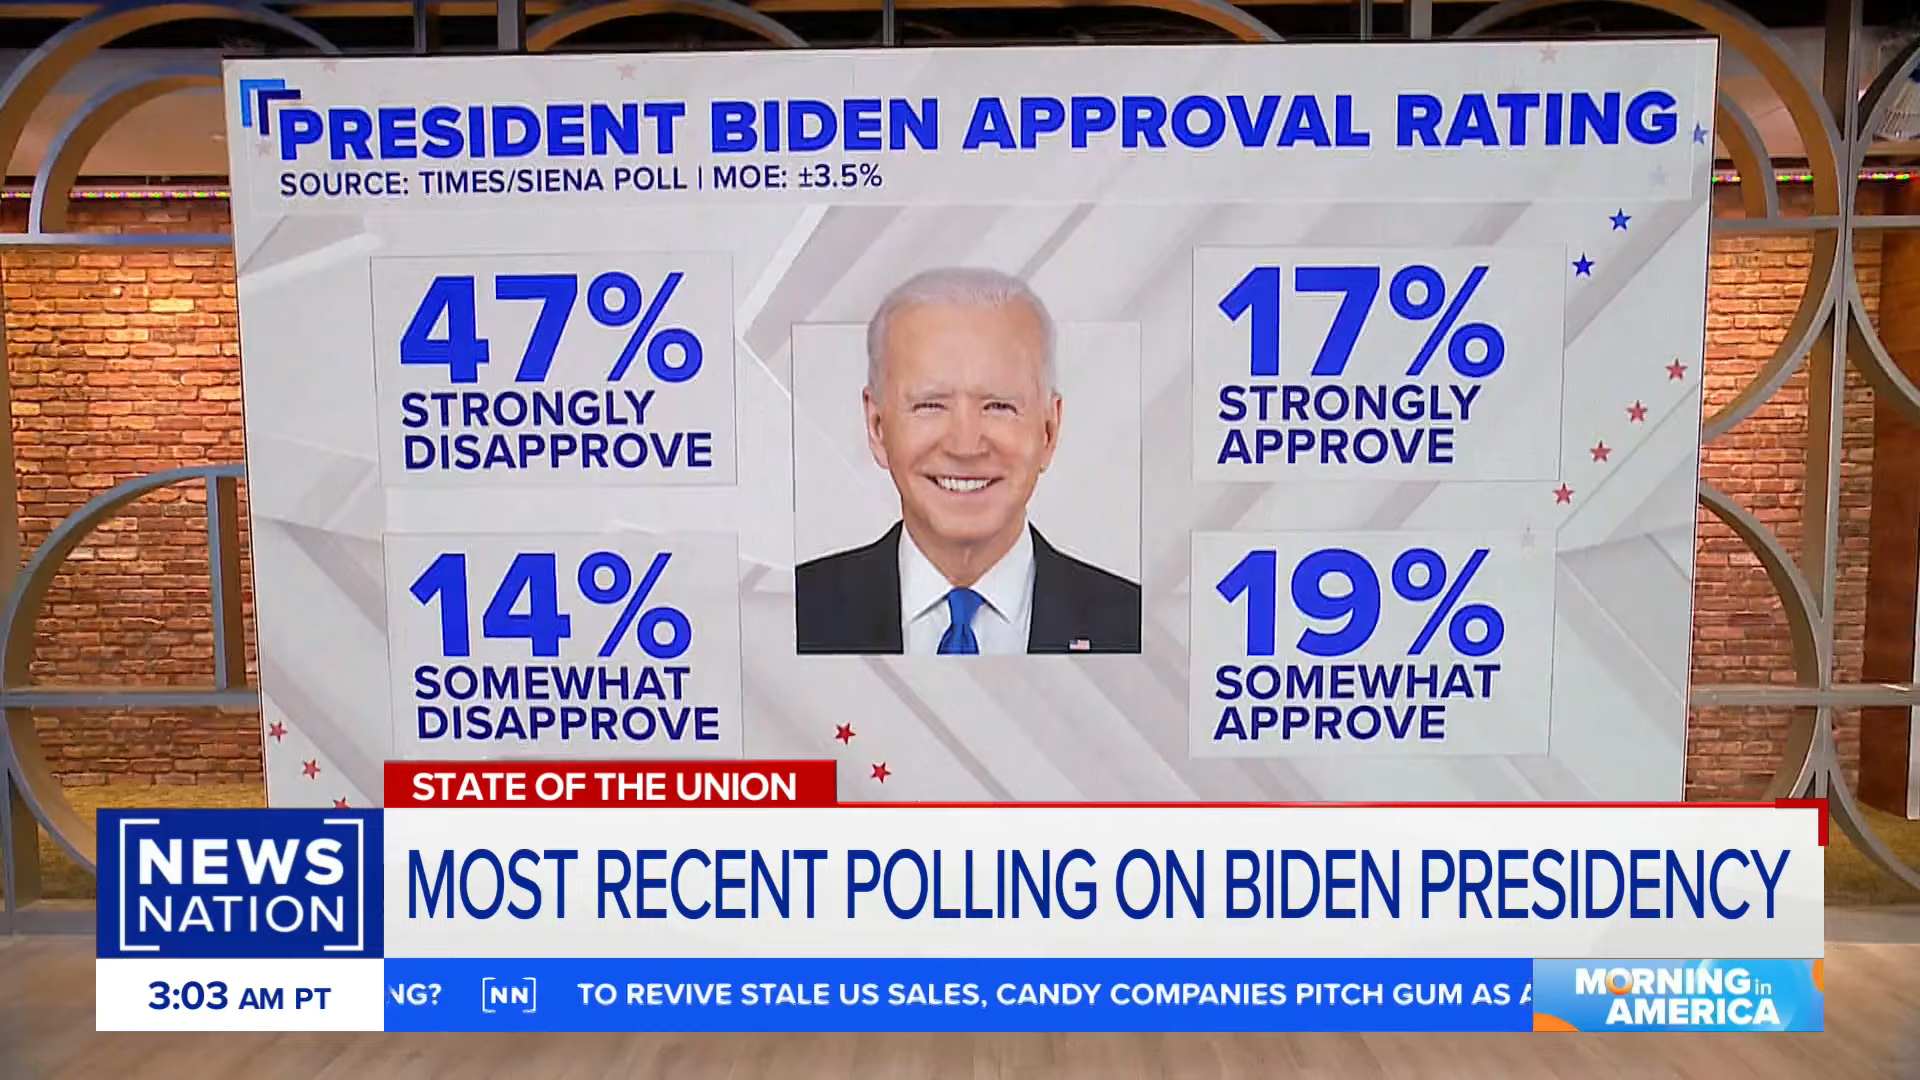 PRESIDENT BIDEN APPROVAL RATING
SOURCE: TIMES/SIENA POLL | MOE: ±3.5%
47%
STRONGLY
DISAPPROVE
17%
STRONGLY
APPROVE
14%
SOMEWHAT
DISAPPROVE
19%
SOMEWHAT
APPROVE
STATE OF THE UNION
NEWS
NATION
MOST RECENT POLLING ON BIDEN PRESIDENCY
3:03 AM PT
NG? NN TO REVIVE STALE US SALES, CANDY COMPANIES PITCH GUM AS
MORNING in
AMERICA